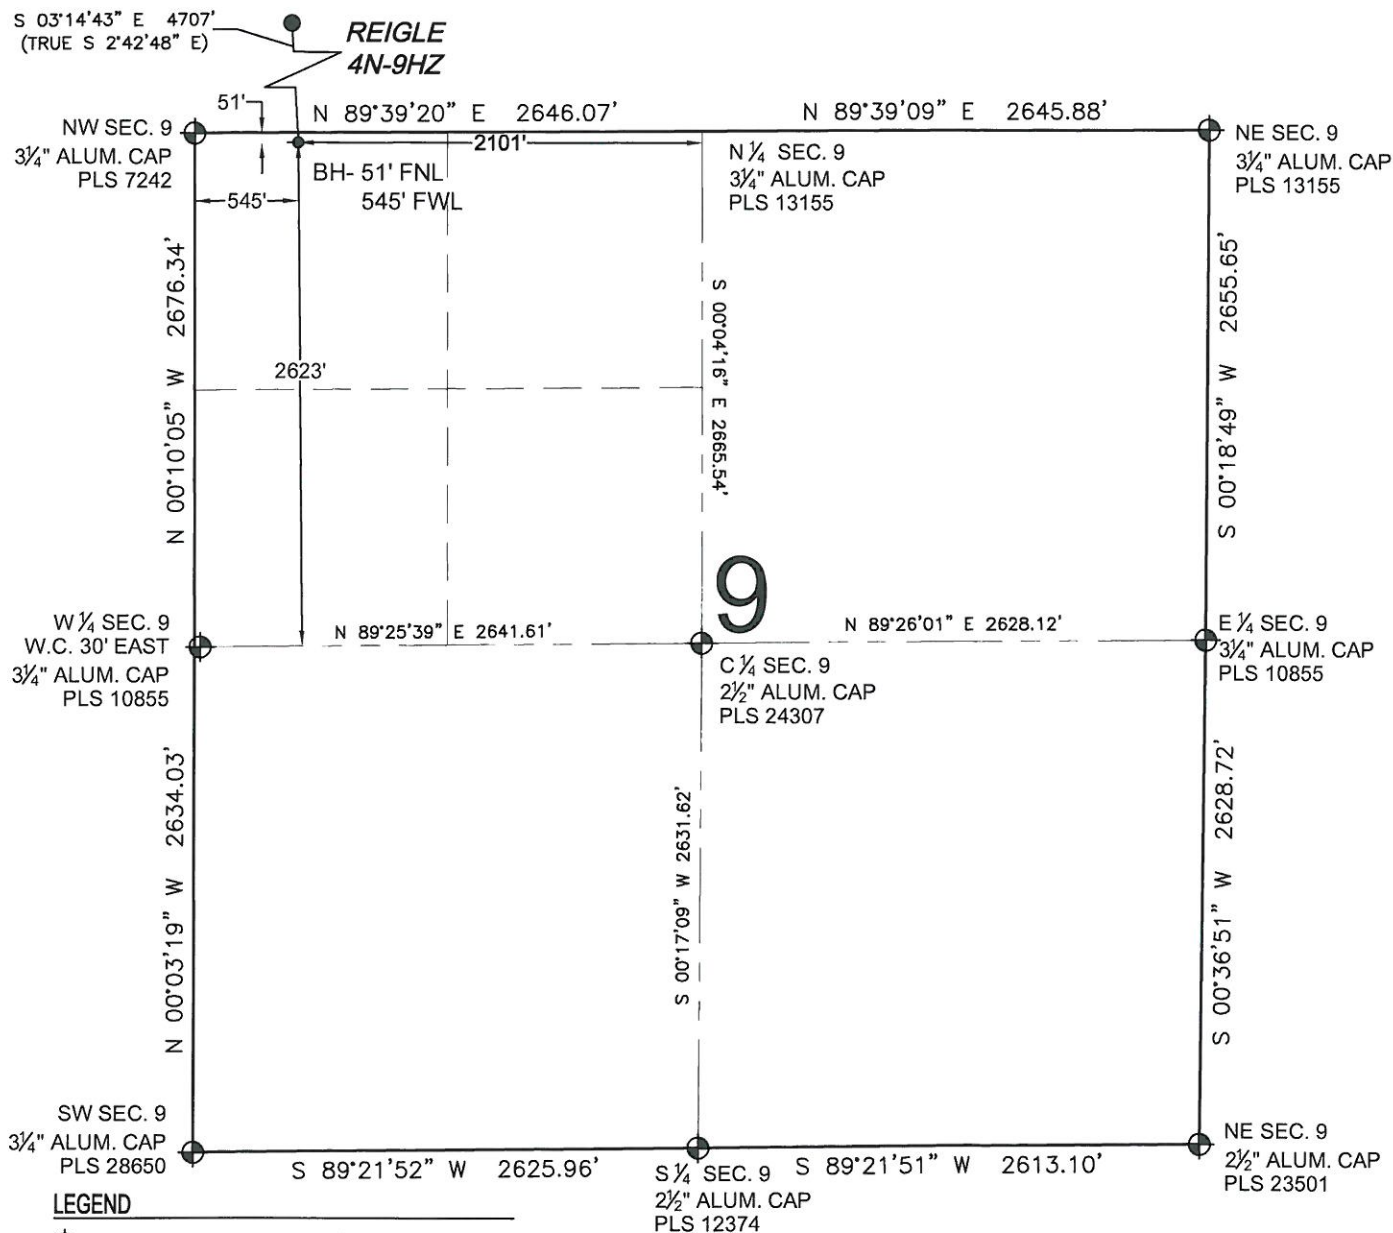 S 03°14'43" E 4707'
(TRUE S 2°42'48" E)
REIGLE
4N-9HZ
51'
N 89°39'20" E 2646.07'
N 89°39'09" E 2645.88'
NW SEC. 9
3¼" ALUM. CAP
PLS 7242
2101'
BH- 51' FNL
545' FWL
545'
N ¼ SEC. 9
3¼" ALUM. CAP
PLS 13155
NE SEC. 9
3¼" ALUM. CAP
PLS 13155
N 00°10'05" W 2676.34'
2623'
S 00°04'16" E 2665.54'
S 00°18'49" W 2655.65'
9
W ¼ SEC. 9
W.C. 30' EAST
3¼" ALUM. CAP
PLS 10855
N 89°25'39" E 2641.61'
N 89°26'01" E 2628.12'
C ¼ SEC. 9
2½" ALUM. CAP
PLS 24307
E ¼ SEC. 9
3¼" ALUM. CAP
PLS 10855
N 00°03'19" W 2634.03'
S 00°17'09" W 2631.62'
S 00°36'51" W 2628.72'
SW SEC. 9
3¼" ALUM. CAP
PLS 28650
S 89°21'52" W 2625.96'
S ¼ SEC. 9
2½" ALUM. CAP
PLS 12374
S 89°21'51" W 2613.10'
NE SEC. 9
2½" ALUM. CAP
PLS 23501
LEGEND